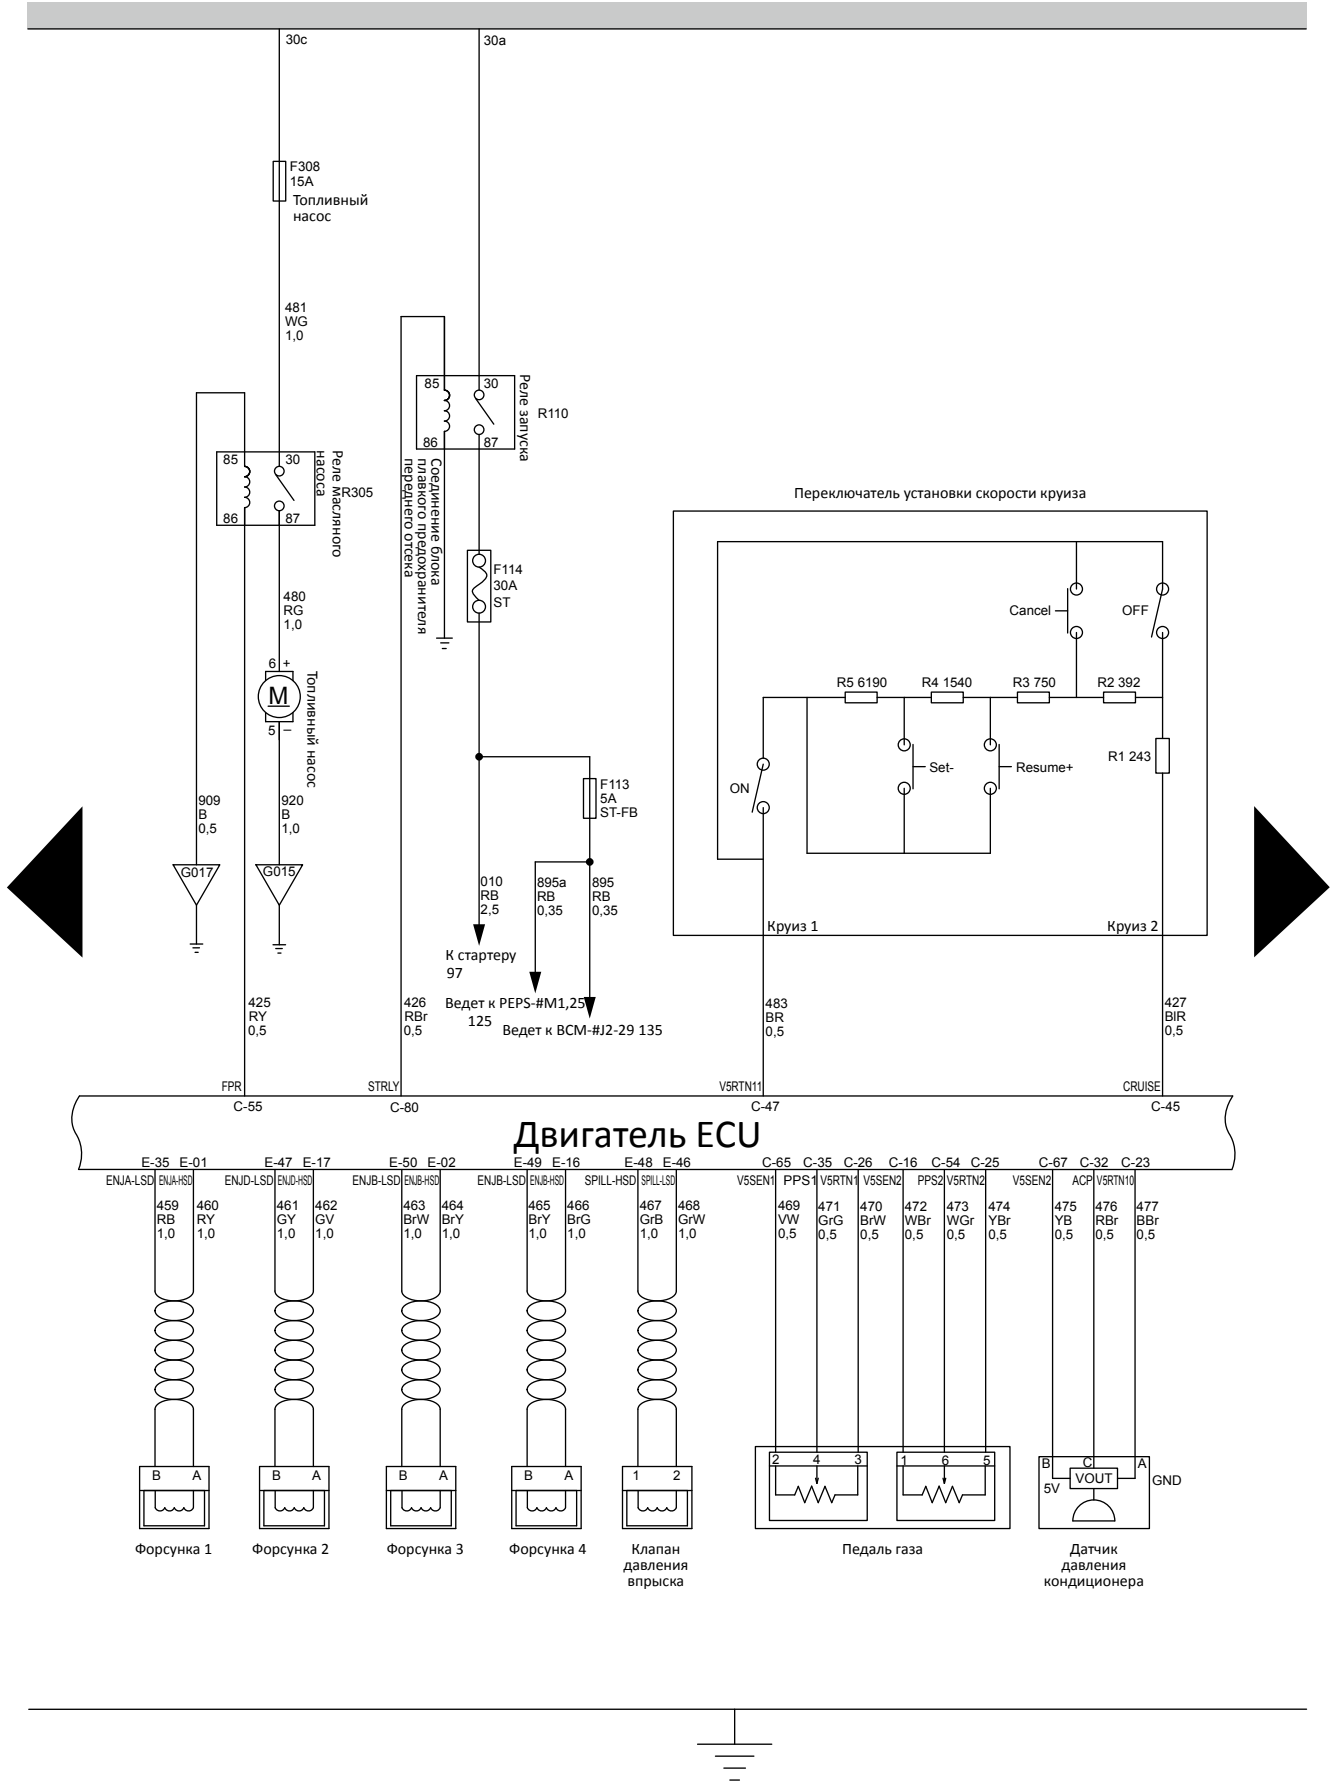 30c
30a
F308
15A
Топливный
насос
481
WG
1,0
85
30
86
87
Реле запуска
R110
85
30
86
87
Реле масляного
насоса
R305
Соединение блока
плавкого предохранителя
переднего отсека
Переключатель установки скорости круиза
F114
30A
ST
480
RG
1,0
Cancel
OFF
6 +
M
5 –
Топливный насос
R5 6190
R4 1540
R3 750
R2 392
R1 243
Set-
Resume+
ON
F113
5A
ST-FB
909
B
0,5
920
B
1,0
G017
G015
010
RB
2,5
895a
RB
0,35
895
RB
0,35
Круиз 1
Круиз 2
К стартеру
97
Ведет к PEPS-#M1,25
125
Ведет к BCM-#J2-29 135
425
RY
0,5
426
RBr
0,5
483
BR
0,5
427
BlR
0,5
FPR
STRLY
V5RTN11
CRUISE
C-55
C-80
C-47
C-45
Двигатель ECU
E-35 E-01
E-47 E-17
E-50 E-02
E-49 E-16
E-48 E-46
C-65 C-35 C-26
C-16 C-54 C-25
C-67 C-32 C-23
ENJA-LSD ENJA-HSD
ENJD-LSD ENJD-HSD
ENJB-LSD ENJB-HSD
ENJB-LSD ENJB-HSD
SPILL-HSD SPILL-LSD
V5SEN1 PPS1 V5RTN1
V5SEN2 PPS2 V5RTN2
V5SEN2 ACP V5RTN10
459
RB
1,0
460
RY
1,0
461
GY
1,0
462
GV
1,0
463
BrW
1,0
464
BrY
1,0
465
BrY
1,0
466
BrG
1,0
467
GrB
1,0
468
GrW
1,0
469
VW
0,5
471
GrG
0,5
470
BrW
0,5
472
WBr
0,5
473
WGr
0,5
474
YBr
0,5
475
YB
0,5
476
RBr
0,5
477
BBr
0,5
B A
B A
B A
B A
1 2
2 4 3
1 6 5
B C A
5V
VOUT
GND
Форсунка 1
Форсунка 2
Форсунка 3
Форсунка 4
Клапан
давления
впрыска
Педаль газа
Датчик
давления
кондиционера